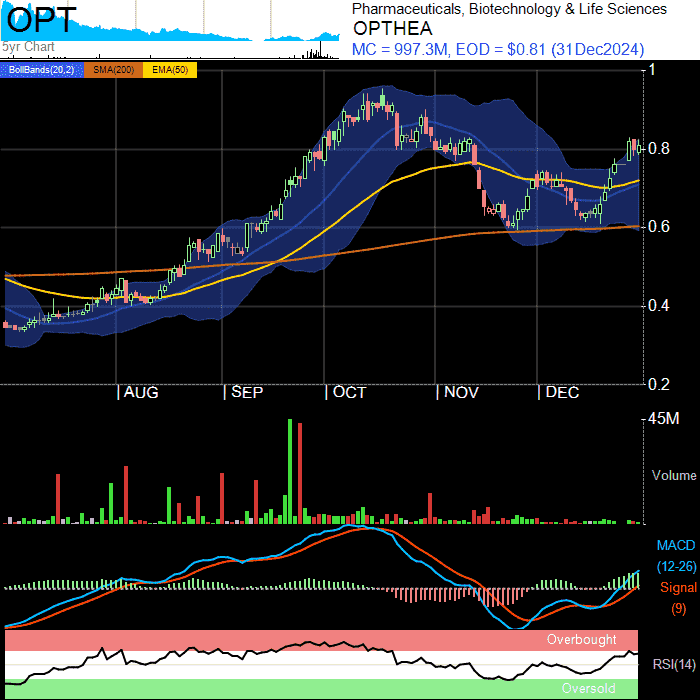 OPT
5yr Chart
Pharmaceuticals, Biotechnology & Life Sciences
OPTHEA
MC = 997.3M, EOD = $0.81 (31Dec2024)
BollBands(20,2) SMA(200) EMA(50)
1
0.8
0.6
0.4
0.2
AUG SEP OCT NOV DEC
45M
Volume
MACD
(12-26)
Signal
(9)
Overbought
RSI(14)
Oversold